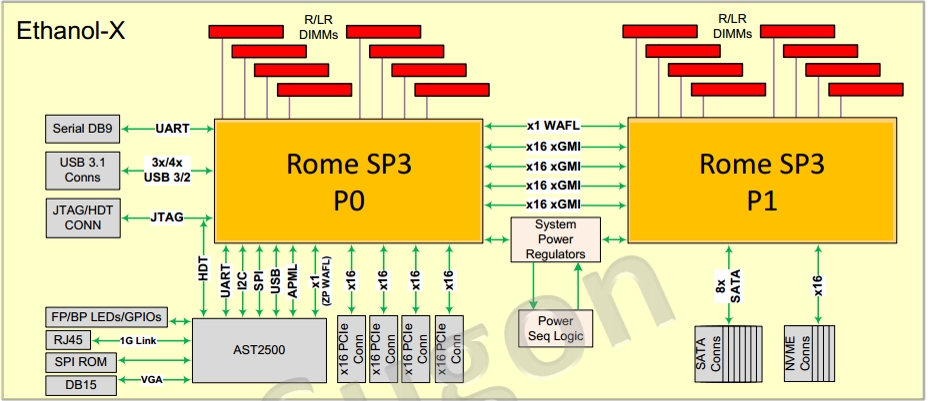 Ethanol-X
R/LR
DIMMs
R/LR
DIMMs
Serial DB9
UART
USB 3.1
Conns
3x/4x
USB 3/2
JTAG/HDT
CONN
JTAG
Rome SP3
P0
x1 WAFL
x16 xGMI
x16 xGMI
x16 xGMI
x16 xGMI
Rome SP3
P1
System
Power
Regulators
Power
Seq Logic
HDT
UART
I2C
SPI
USB
APML
x1
(ZP WAFL)
x16
x16
x16
x16
8x
SATA
x16
FP/BP LEDs/GPIOs
RJ45
1G Link
SPI ROM
DB15
VGA
AST2500
x16 PCIe
Conn
x16 PCIe
Conn
x16 PCIe
Conn
x16 PCIe
Conn
SATA
Conns
NVME
Conns
Sugon